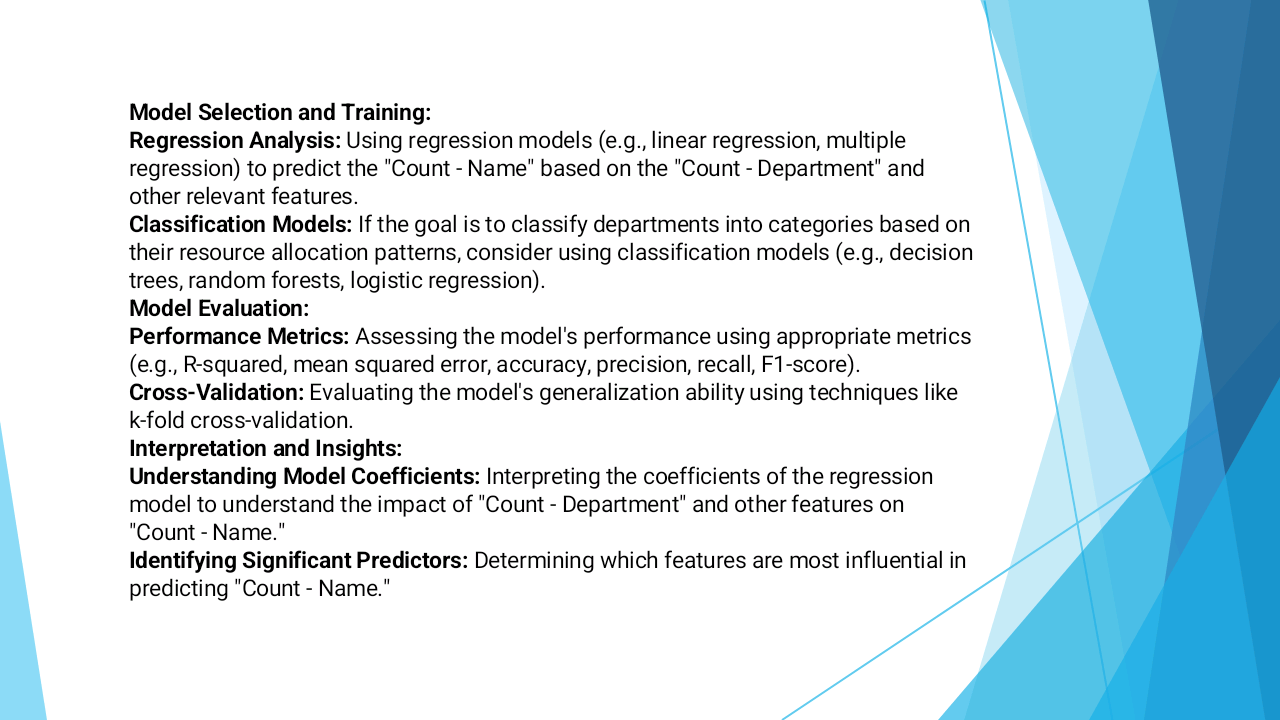 Model Selection and Training:
Regression Analysis: Using regression models (e.g., linear regression, multiple
regression) to predict the "Count - Name" based on the "Count - Department" and
other relevant features.
Classification Models: If the goal is to classify departments into categories based on
their resource allocation patterns, consider using classification models (e.g., decision
trees, random forests, logistic regression).
Model Evaluation:
Performance Metrics: Assessing the model's performance using appropriate metrics
(e.g., R-squared, mean squared error, accuracy, precision, recall, F1-score).
Cross-Validation: Evaluating the model's generalization ability using techniques like
k-fold cross-validation.
Interpretation and Insights:
Understanding Model Coefficients: Interpreting the coefficients of the regression
model to understand the impact of "Count - Department" and other features on
"Count - Name."
Identifying Significant Predictors: Determining which features are most influential in
predicting "Count - Name."